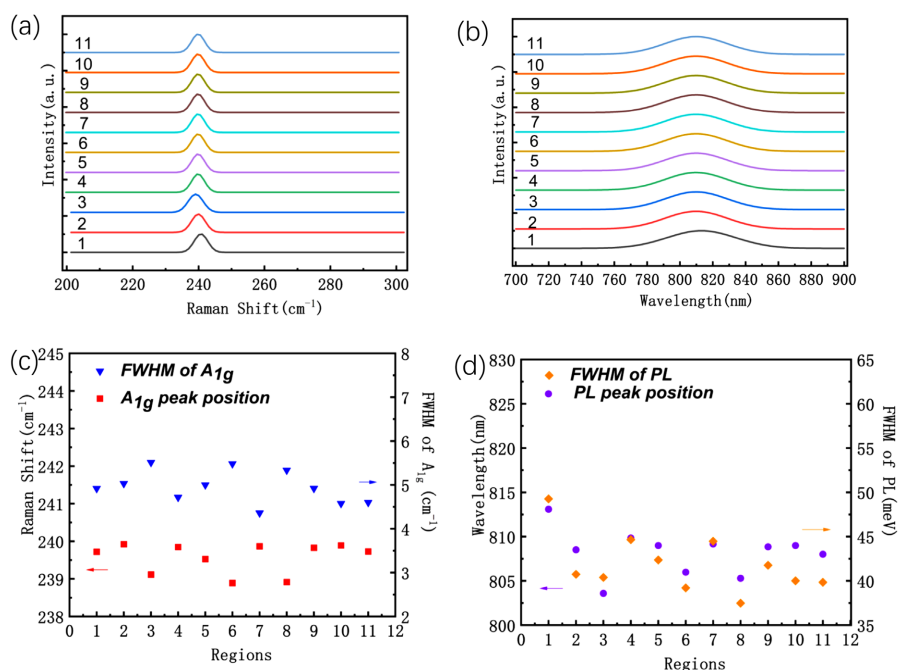 (a)
11
10
9
8
7
6
5
4
3
2
1
Intensity(a.u.)
200 220 240 260 280 300
Raman Shift(cm⁻¹)
(b)
11
10
9
8
7
6
5
4
3
2
1
Intensity(a.u.)
700 720 740 760 780 800 820 840 860 880 900
Wavelength(nm)
(c)
FWHM of A1g
A1g peak position
245
244
243
242
241
240
239
238
Raman Shift(cm⁻¹)
8
7
6
5
4
3
2
FWHM of A1g (cm⁻¹)
0 1 2 3 4 5 6 7 8 9 10 11 12
Regions
(d)
FWHM of PL
PL peak position
830
825
820
815
810
805
800
Wavelength(nm)
65
60
55
50
45
40
35
FWHM of PL(meV)
0 1 2 3 4 5 6 7 8 9 10 11 12
Regions